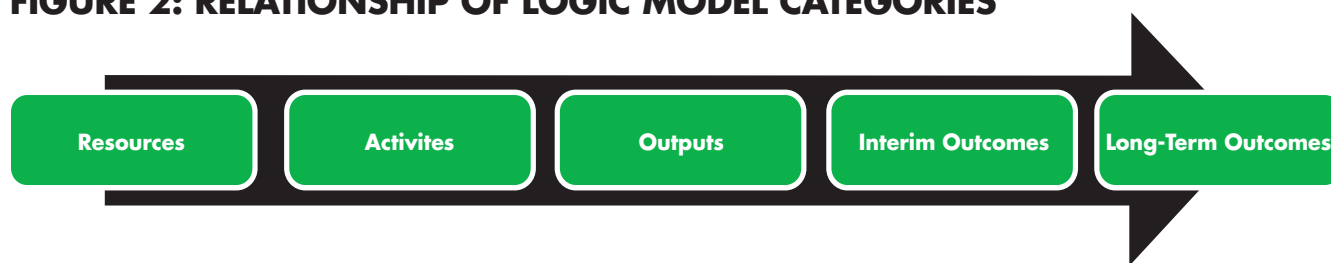 FIGURE 2: RELATIONSHIP OF LOGIC MODEL CATEGORIES
Resources
Activites
Outputs
Interim Outcomes
Long-Term Outcomes